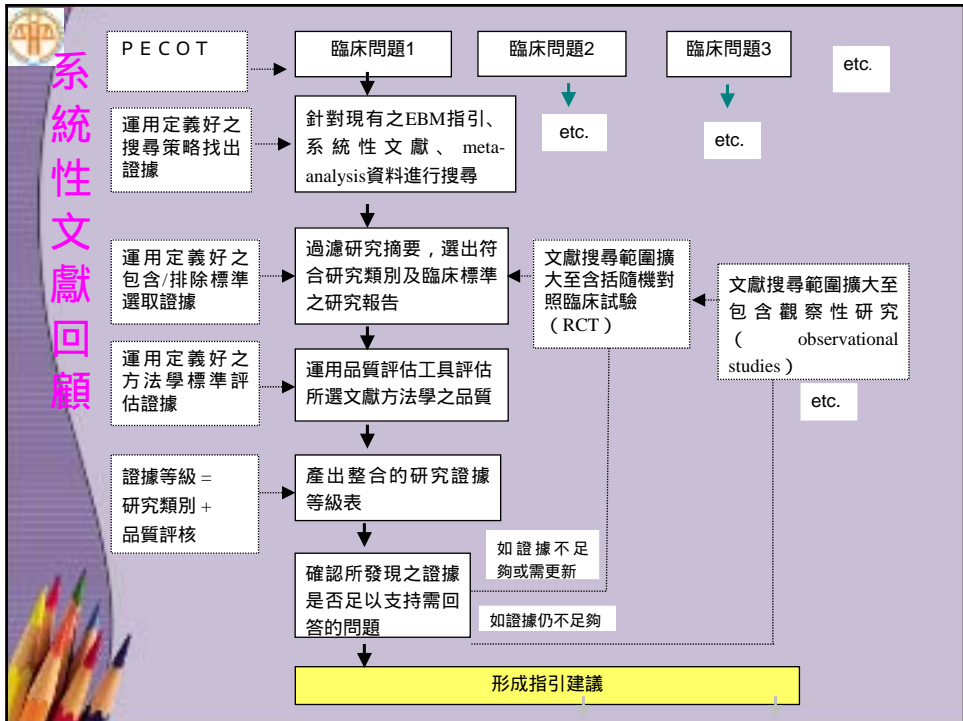 系統性文獻回顧
PECOT
臨床問題1
臨床問題2
臨床問題3
etc.
運用定義好之
搜尋策略找出
證據
針對現有之EBM指引、
系統性文獻、meta-
analysis資料進行搜尋
etc.
etc.
運用定義好之
包含/排除標準
選取證據
過濾研究摘要，選出符
合研究類別及臨床標準
之研究報告
文獻搜尋範圍擴
大至含括隨機對
照臨床試驗
（RCT）
文獻搜尋範圍擴大至
包含觀察性研究
( observational
studies）
etc.
運用定義好之
方法學標準評
估證據
運用品質評估工具評估
所選文獻方法學之品質
證據等級 =
研究類別 +
品質評核
產出整合的研究證據
等級表
如證據不足
夠或需更新
確認所發現之證據
是否足以支持需回
答的問題
如證據仍不足夠
形成指引建議